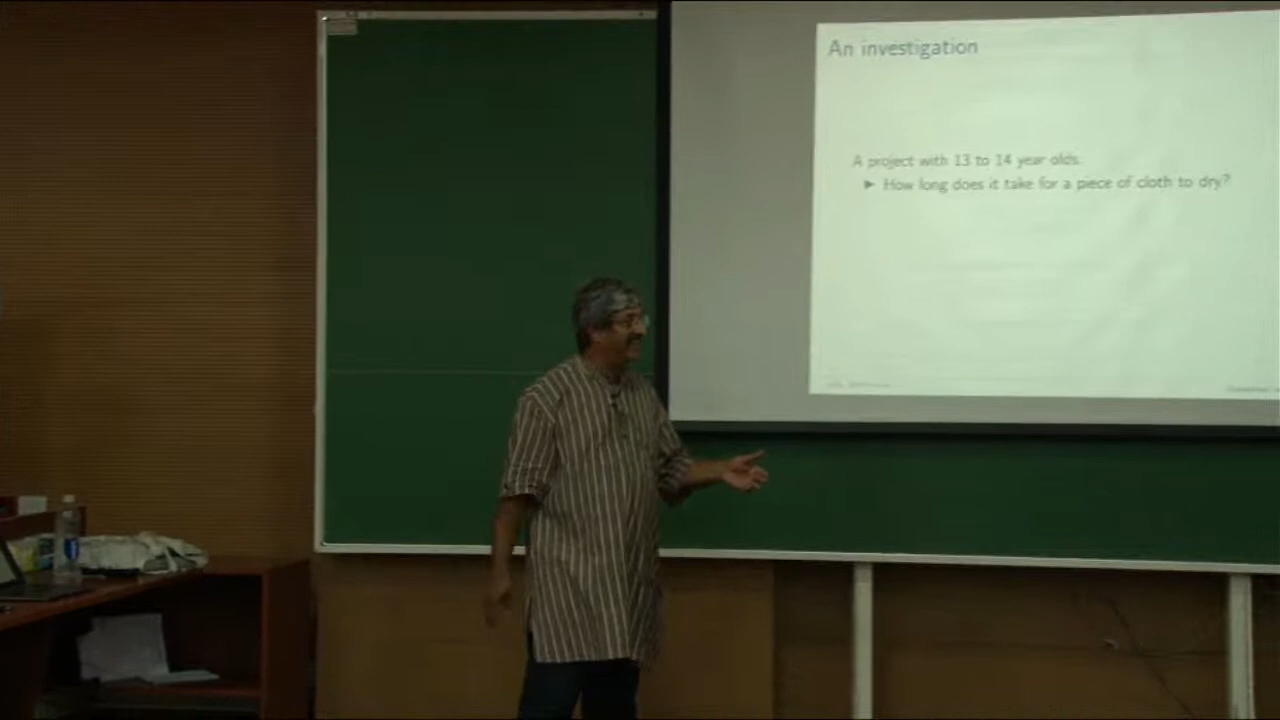 An investigation
A project with 13 to 14 year olds.
► How long does it take for a piece of cloth to dry?